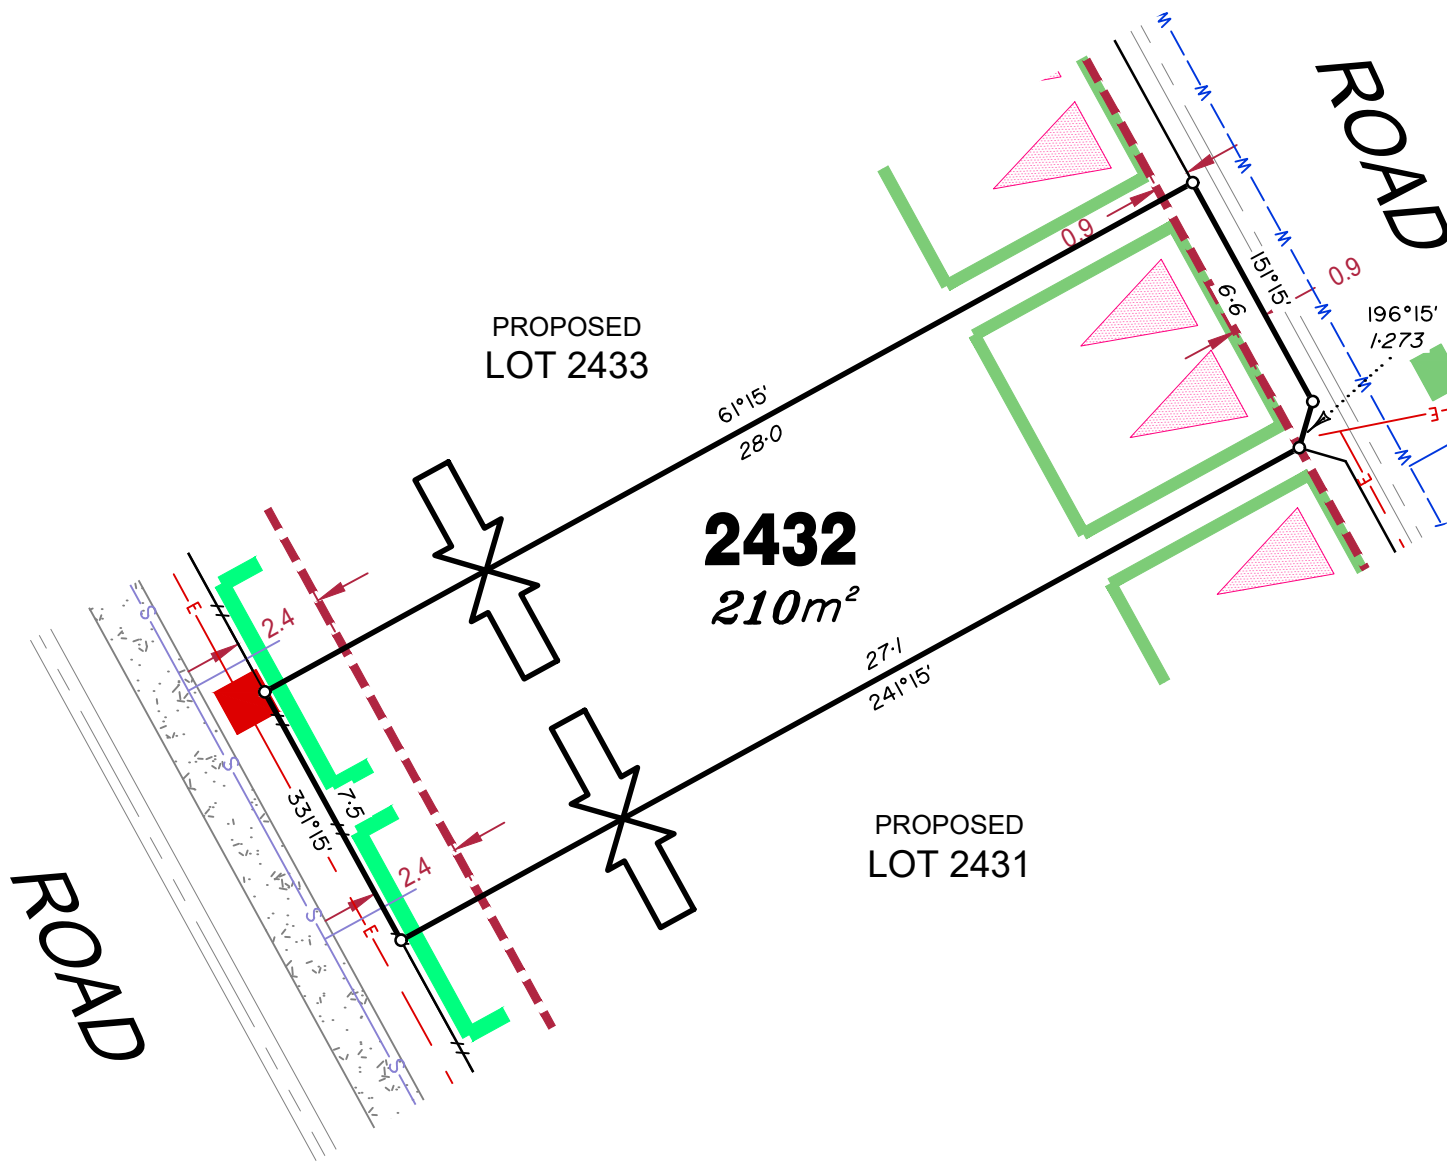 ROAD
W
W
W
W
W
W
W
0.9
0.9
151°15'
6·6
196°15'
1·273
E
E
PROPOSED
LOT 2433
61°15'
28·0
2432
210m²
27·1
241°15'
PROPOSED
LOT 2431
2.4
2.4
7·5
331°15'
E
E
S
S
S
S
ROAD